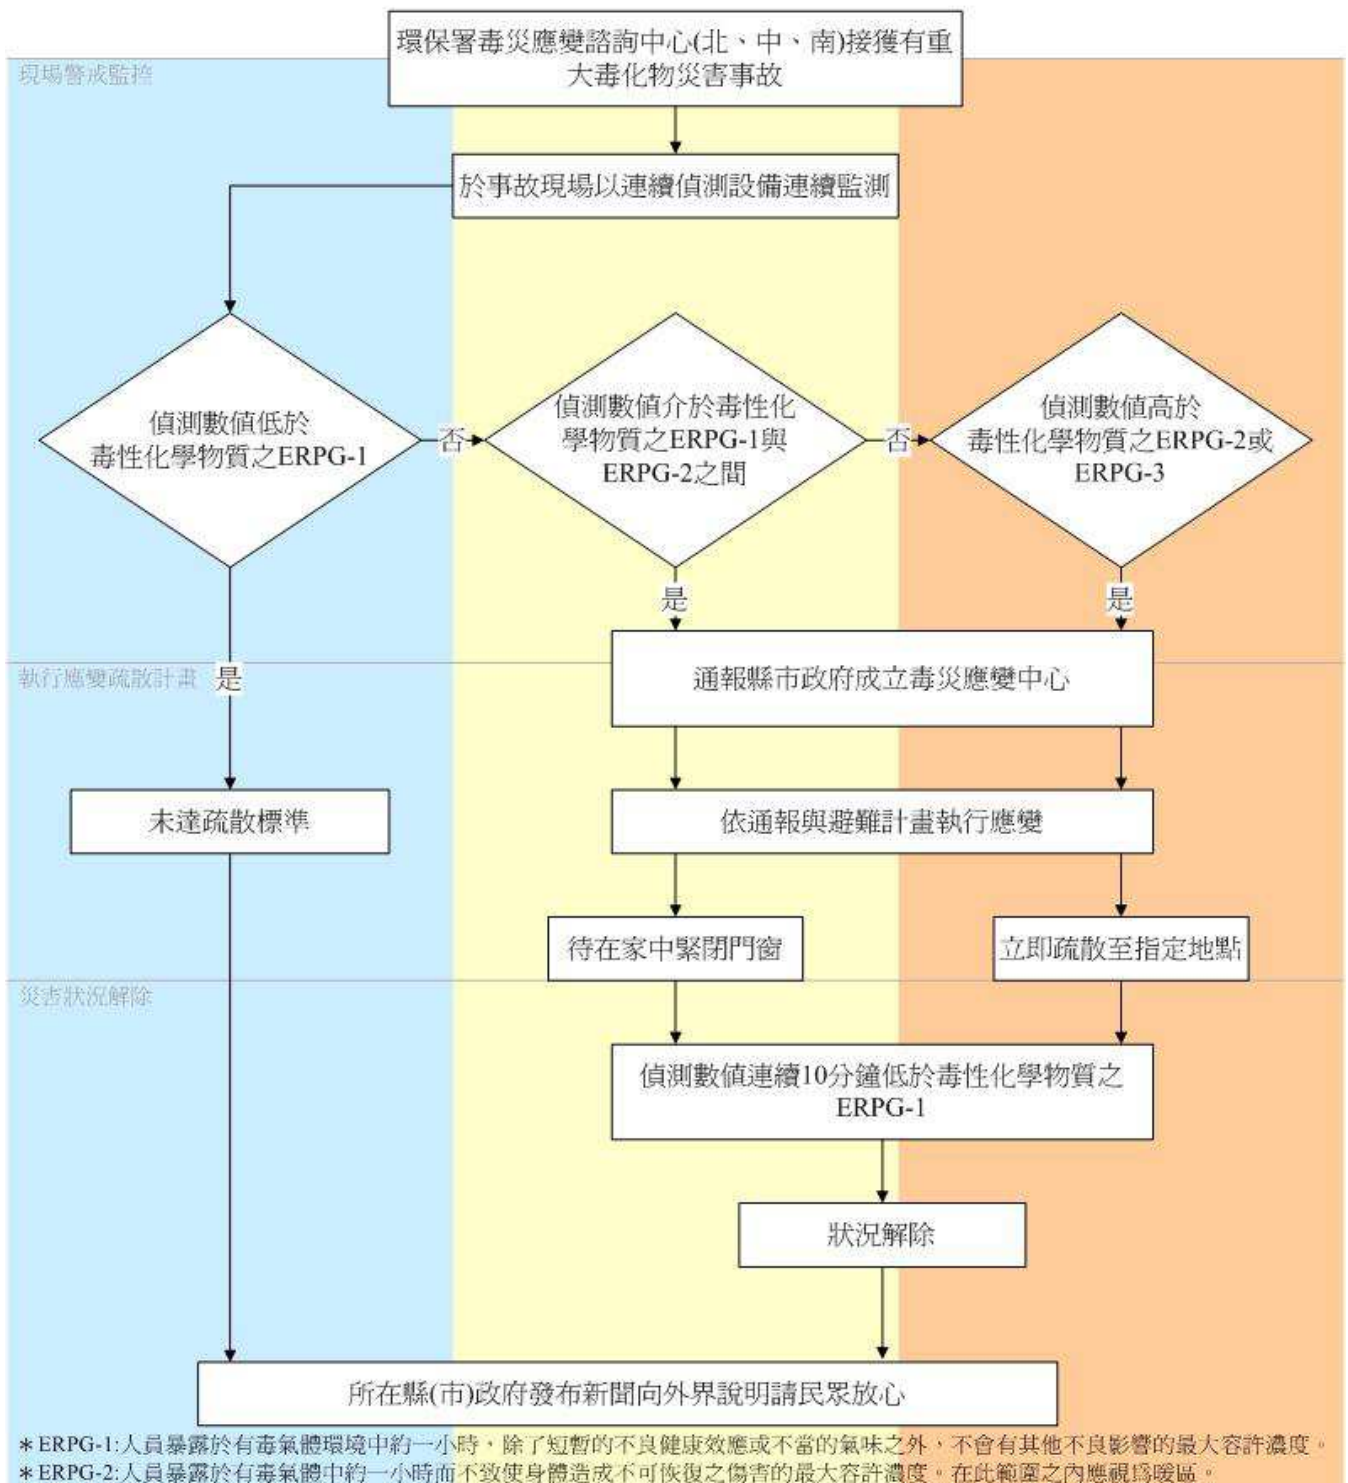 環保署毒災應變諮詢中心(北、中、南)接獲有重
大毒化物災害事故
現場警戒監控
於事故現場以連續偵測設備連續監測
偵測數值低於
毒性化學物質之ERPG-1
否
偵測數值介於毒性化
學物質之ERPG-1與
ERPG-2之間
否
偵測數值高於
毒性化學物質之ERPG-2或
ERPG-3
是
是
執行應變疏散計畫
是
通報縣市政府成立毒災應變中心
未達疏散標準
依通報與避難計畫執行應變
待在家中緊閉門窗
立即疏散至指定地點
災害狀況解除
偵測數值連續10分鐘低於毒性化學物質之
ERPG-1
狀況解除
所在縣(市)政府發布新聞向外界說明請民眾放心
＊ERPG-1:人員暴露於有毒氣體環境中約一小時，除了短暫的不良健康效應或不當的氣味之外，不會有其他不良影響的最大容許濃度。
＊ERPG-2:人員暴露於有毒氣體中約一小時而不致使身體造成不可恢復之傷害的最大容許濃度。在此範圍之內應視爲暖區。